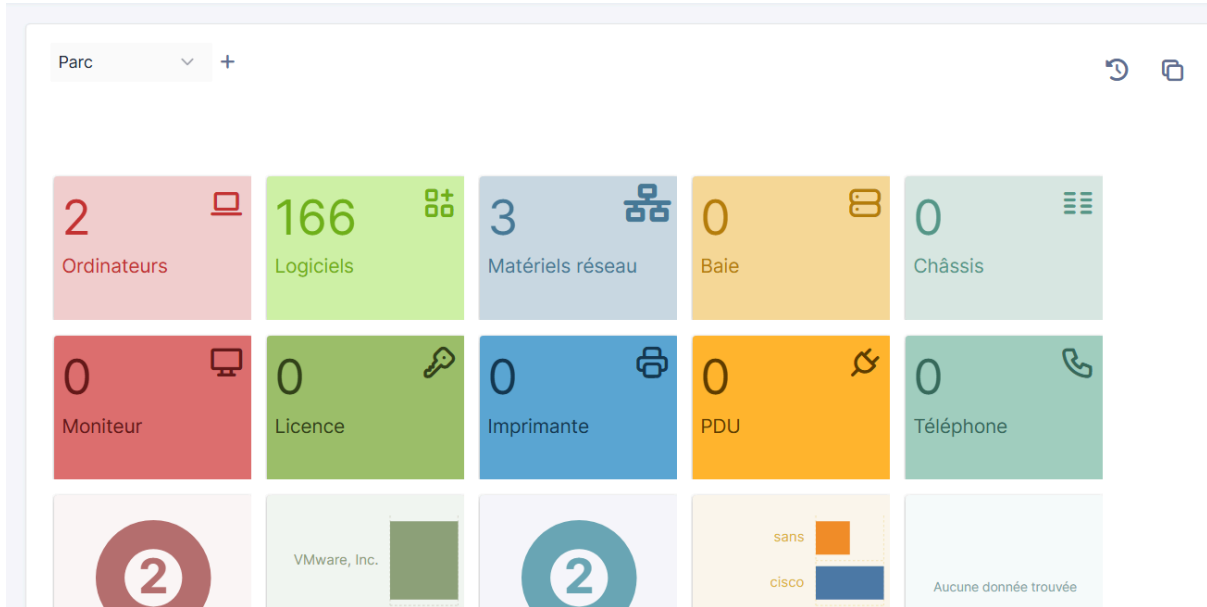 Parc
2
Ordinateurs
166
Logiciels
3
Matériels réseau
0
Baie
0
Châssis
0
Moniteur
0
Licence
0
Imprimante
0
PDU
0
Téléphone
2
VMware, Inc.
2
sans
cisco
Aucune donnée trouvée